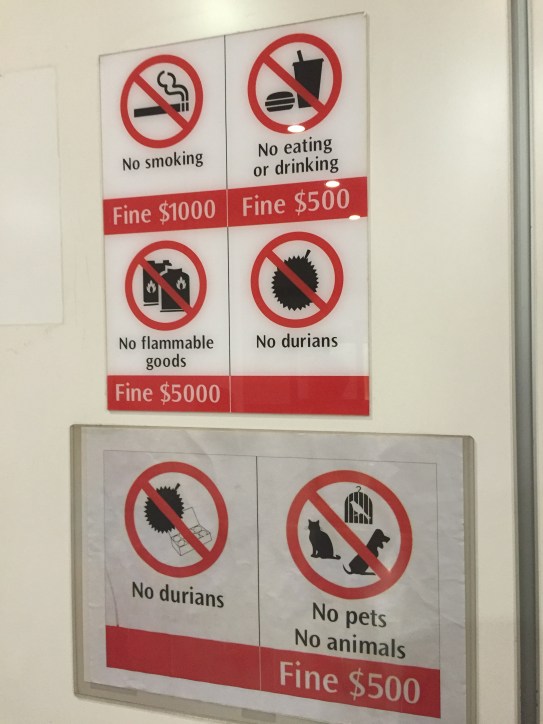 No smoking
Fine $1000
No eating
or drinking
Fine $500
No flammable
goods
Fine $5000
No durians
No durians
No pets
No animals
Fine $500